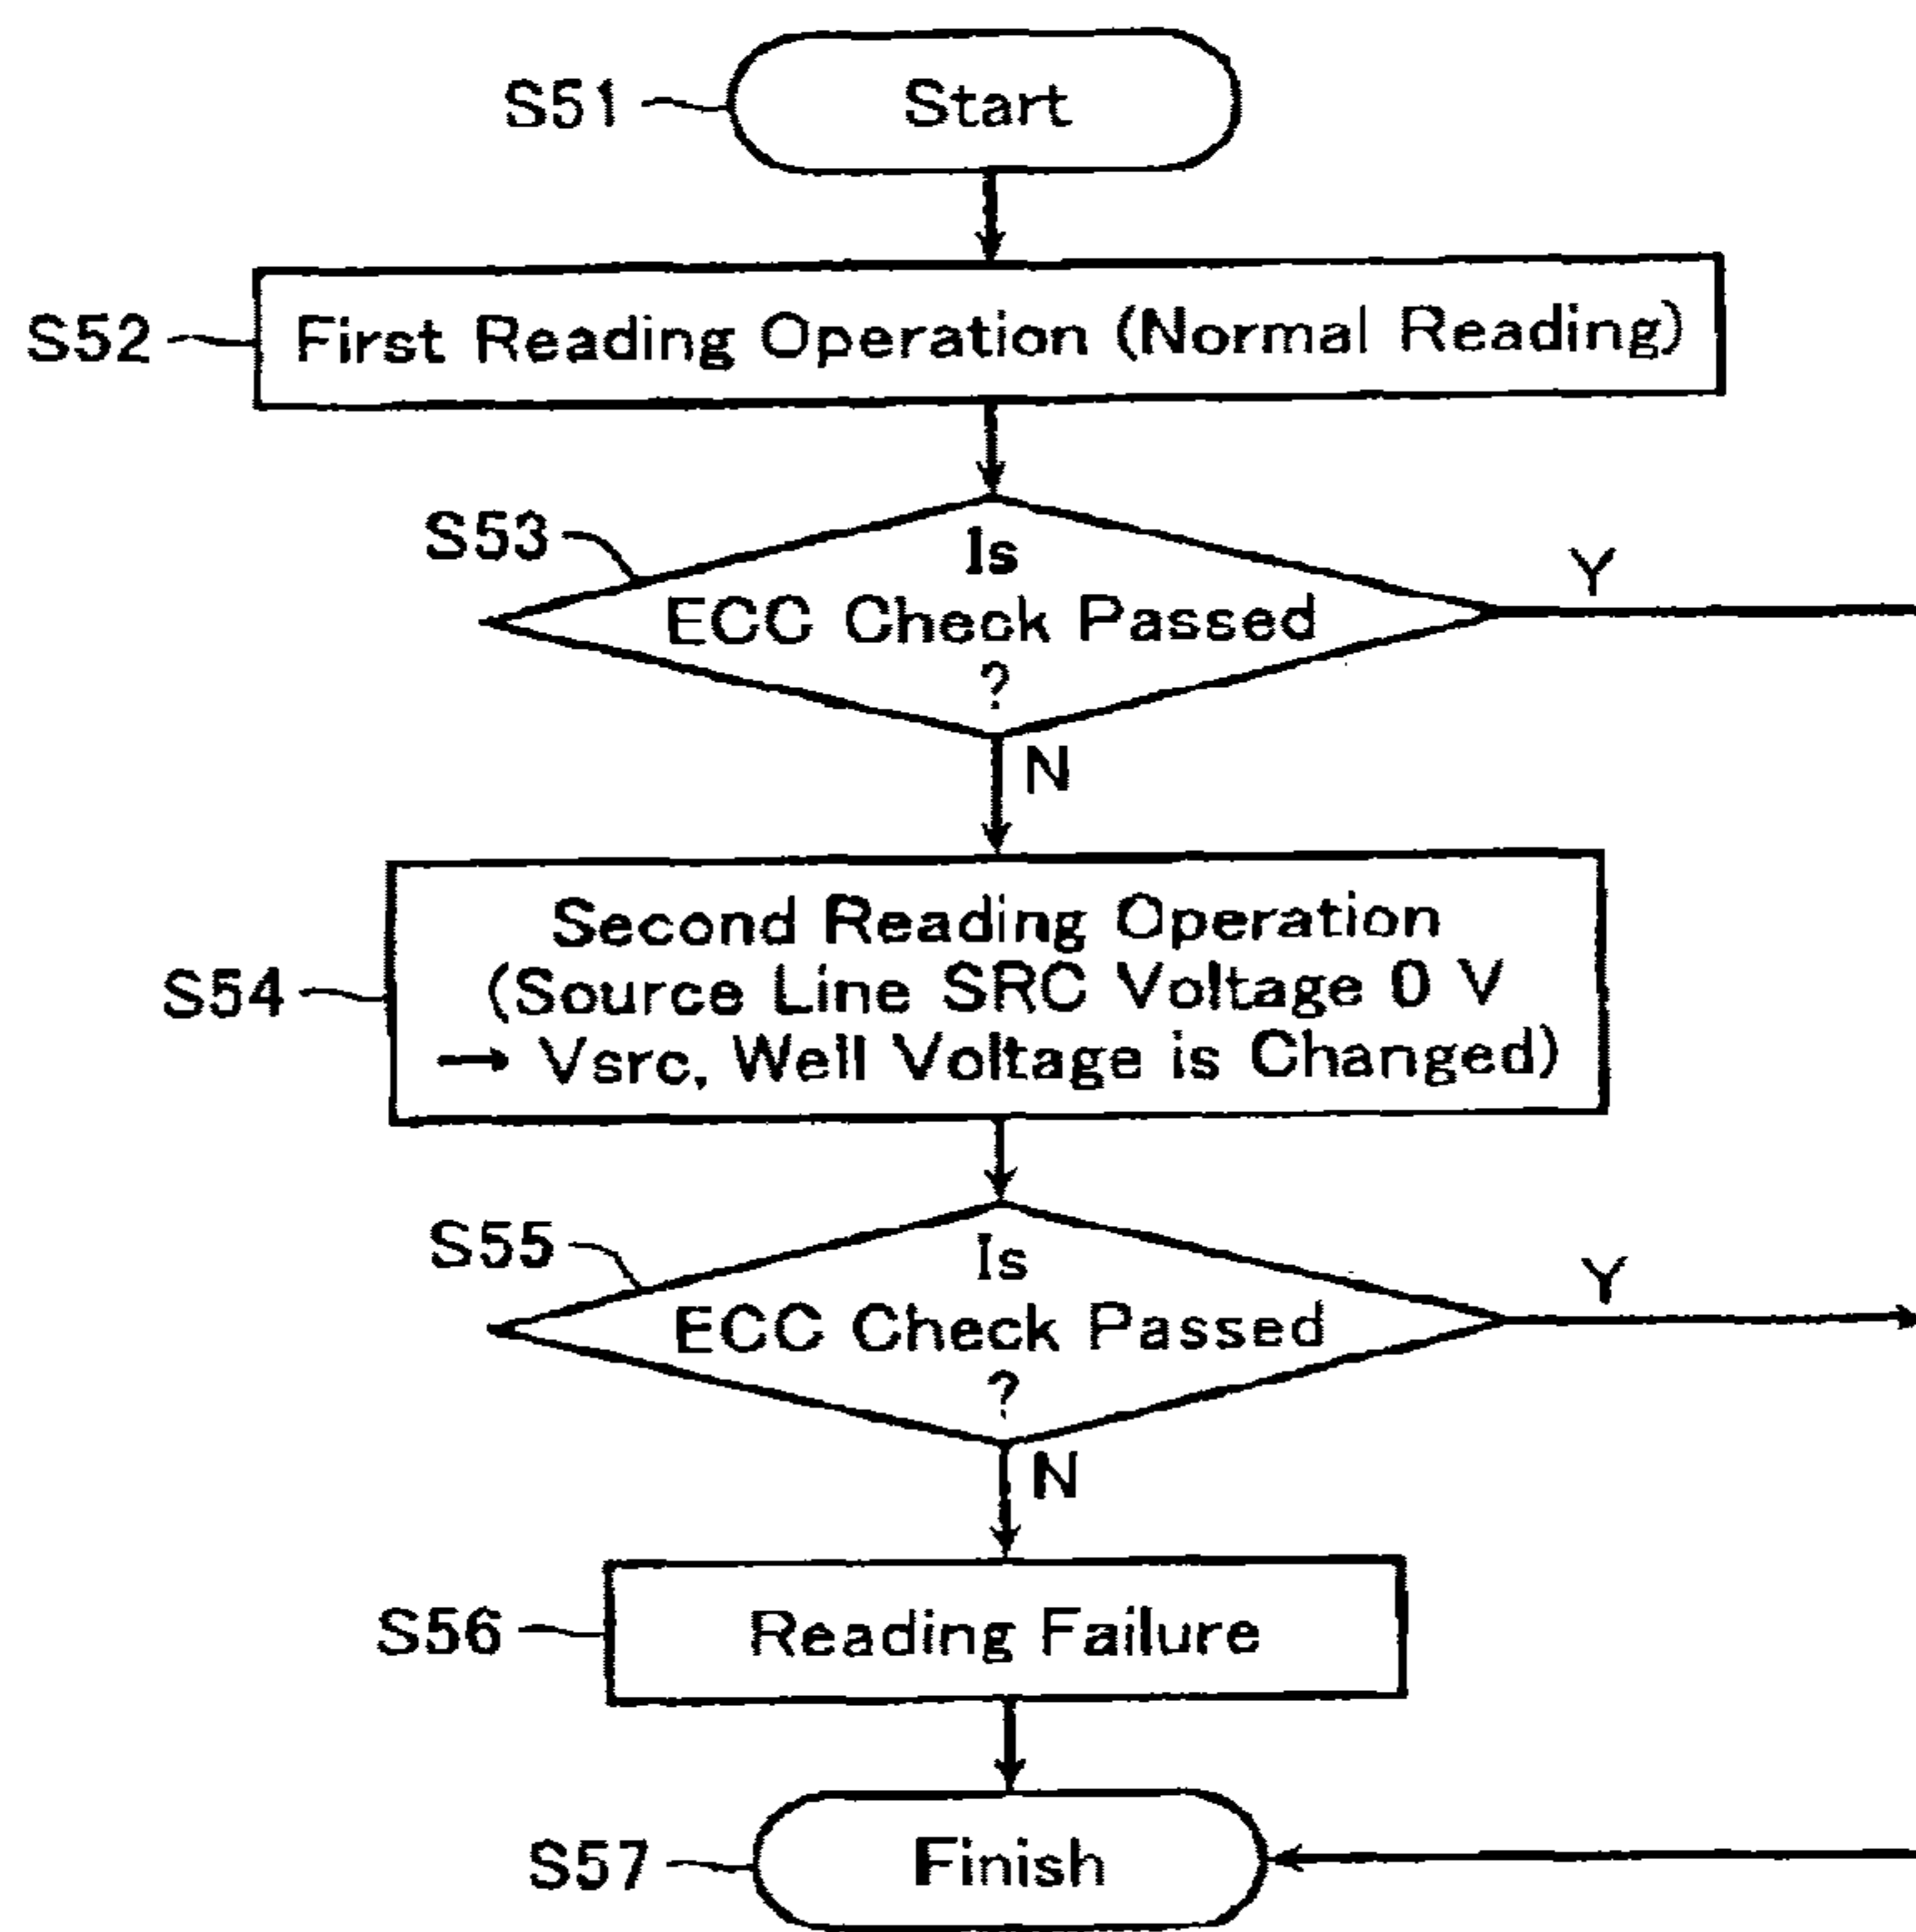 S51
Start
S52
First Reading Operation (Normal Reading)
S53
Is
ECC Check Passed
?
Y
N
S54
Second Reading Operation
(Source Line SRC Voltage 0 V
→ Vsrc, Well Voltage is Changed)
S55
Is
ECC Check Passed
?
Y
N
S56
Reading Failure
S57
Finish